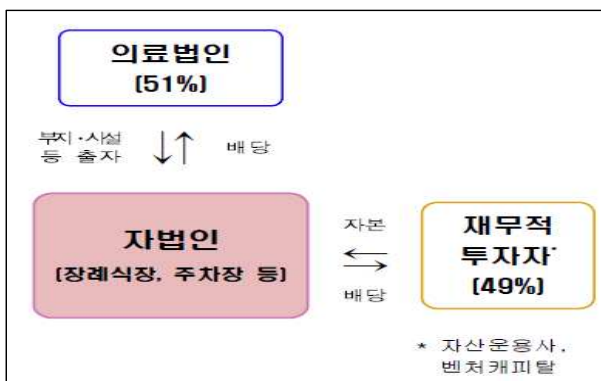 의료법인
(51%)
부지·시설
등 출자
↓↑
배당
자법인
(장례식장, 주차장 등)
자본
←
→
배당
재무적
투자자*
(49%)
* 자산운용사,
벤처캐피탈